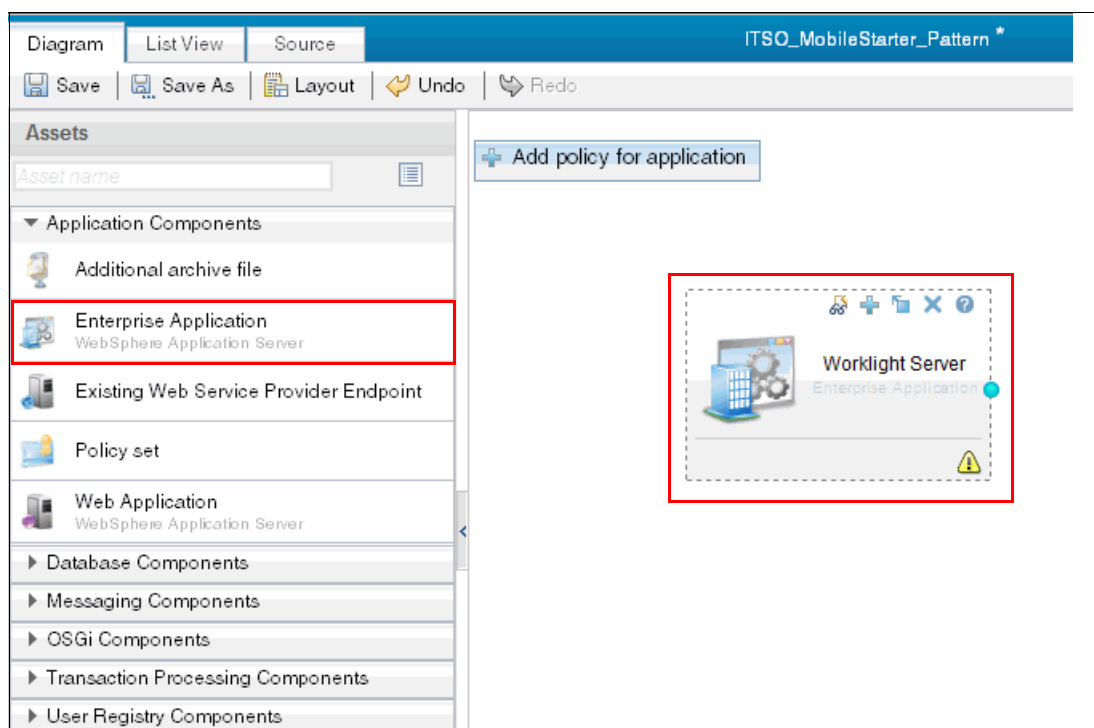 Diagram
List View
Source
ITSO_MobileStarter_Pattern *
Save
Save As
Layout
Undo
Redo
Assets
Asset name
Add policy for application
Application Components
Additional archive file
Enterprise Application
WebSphere Application Server
Existing Web Service Provider Endpoint
Policy set
Web Application
WebSphere Application Server
Database Components
Messaging Components
OSGi Components
Transaction Processing Components
User Registry Components
Worklight Server
Enterprise Application